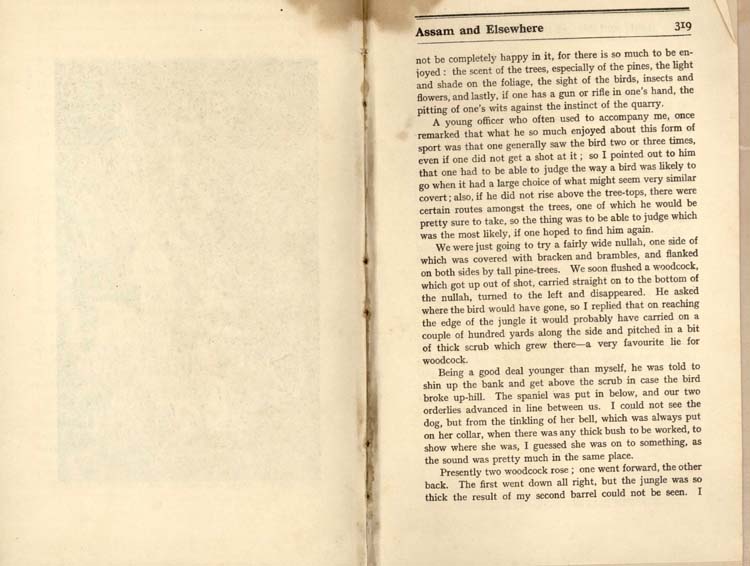 Assam and Elsewhere 319
not be completely happy in it, for there is so much to be en-
joyed : the scent of the trees, especially of the pines, the light
and shade on the foliage, the sight of the birds, insects and
flowers, and lastly, if one has a gun or rifle in one's hand, the
pitting of one's wits against the instinct of the quarry.
A young officer who often used to accompany me, once
remarked that what he so much enjoyed about this form of
sport was that one generally saw the bird two or three times,
even if one did not get a shot at it ; so I pointed out to him
that one had to be able to judge the way a bird was likely to
go when it had a large choice of what might seem very similar
covert ; also, if he did not rise above the tree-tops, there were
certain routes amongst the trees, one of which he would be
pretty sure to take, so the thing was to be able to judge which
was the most likely, if one hoped to find him again.
We were just going to try a fairly wide nullah, one side of
which was covered with bracken and brambles, and flanked
on both sides by tall pine-trees. We soon flushed a woodcock,
which got up out of shot, carried straight on to the bottom of
the nullah, turned to the left and disappeared. He asked
where the bird would have gone, so I replied that on reaching
the edge of the jungle it would probably have carried on a
couple of hundred yards along the side and pitched in a bit
of thick scrub which grew there—a very favourite lie for
woodcock.
Being a good deal younger than myself, he was told to
shin up the bank and get above the scrub in case the bird
broke up-hill. The spaniel was put in below, and our two
orderlies advanced in line between us. I could not see the
dog, but from the tinkling of her bell, which was always put
on her collar, when there was any thick bush to be worked, to
show where she was, I guessed she was on to something, as
the sound was pretty much in the same place.
Presently two woodcock rose ; one went forward, the other
back. The first went down all right, but the jungle was so
thick the result of my second barrel could not be seen. I